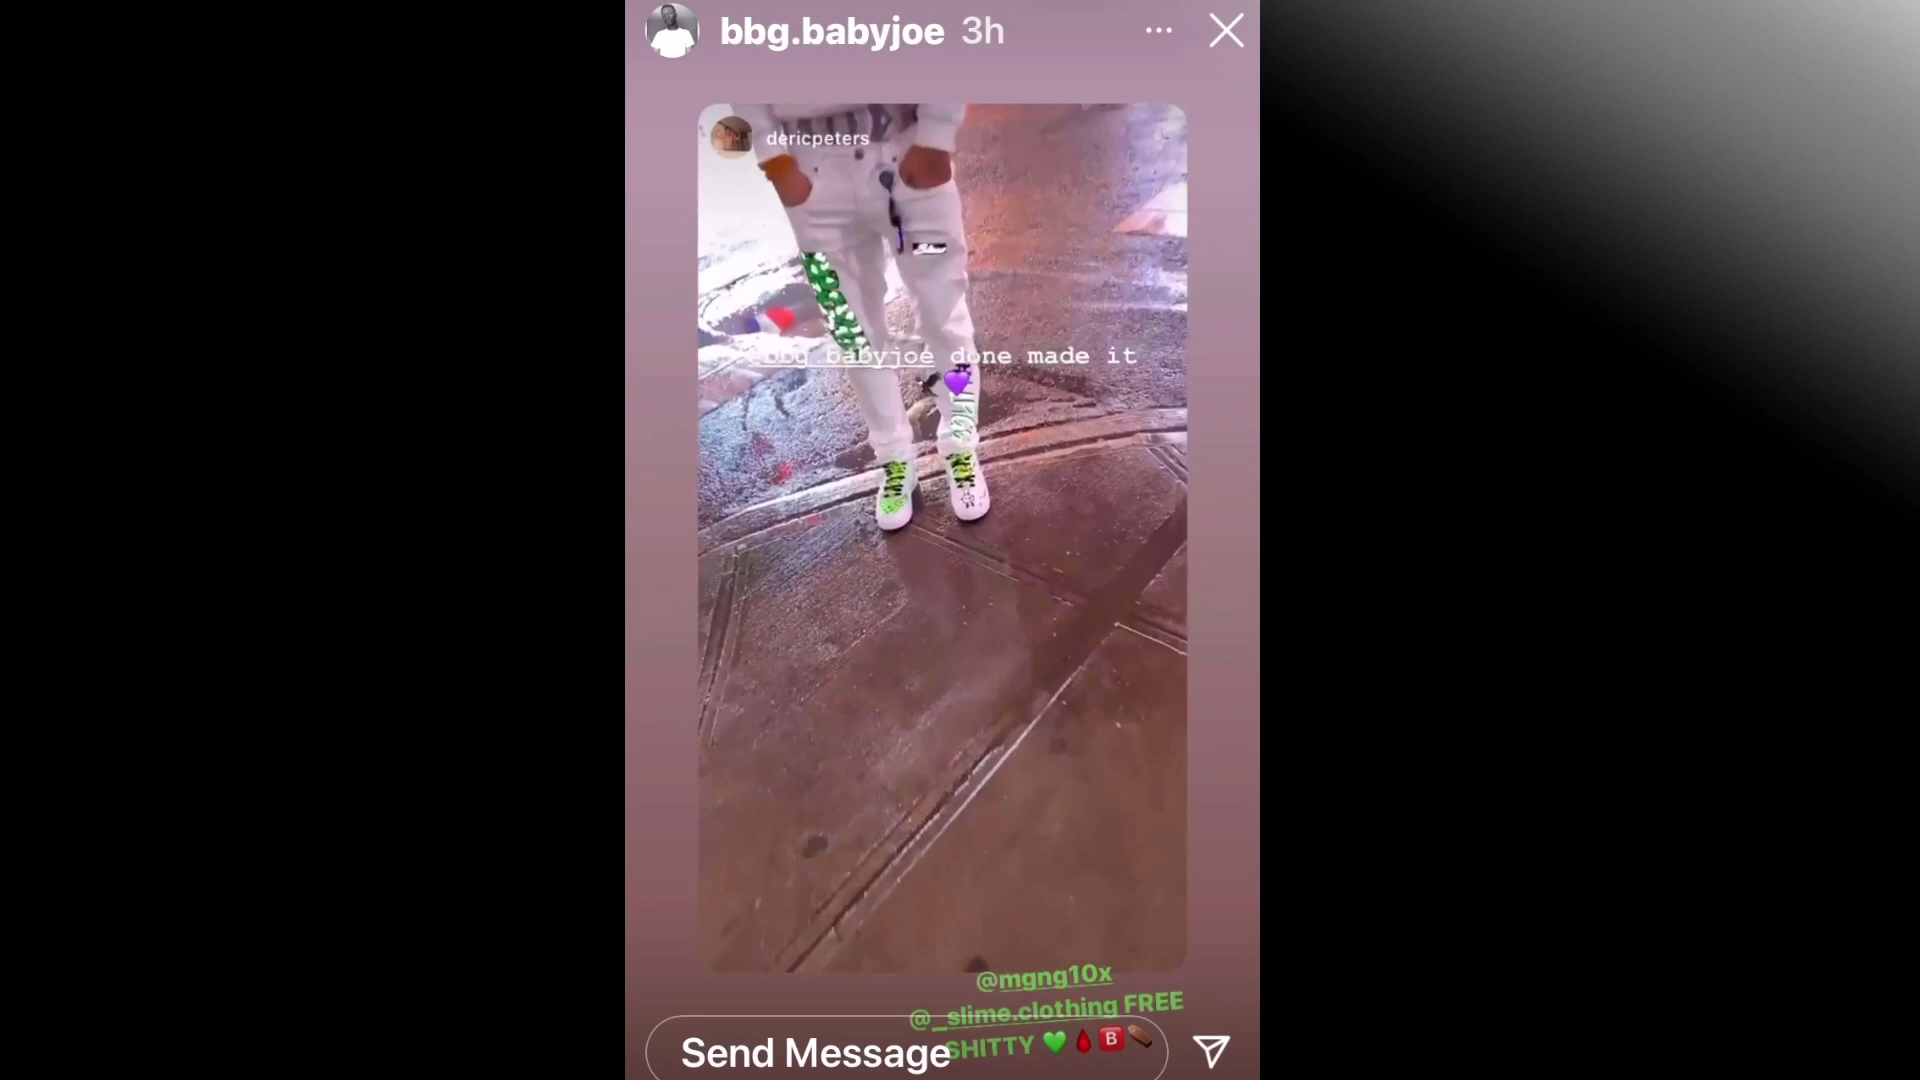 bbg.babyjoe 3h
dericpeters
bbg.babyjoe done made it
💜
@mgng10x
@_slime.clothing FREE
SHITTY 💚🩸🅱️⚰️
Send Message